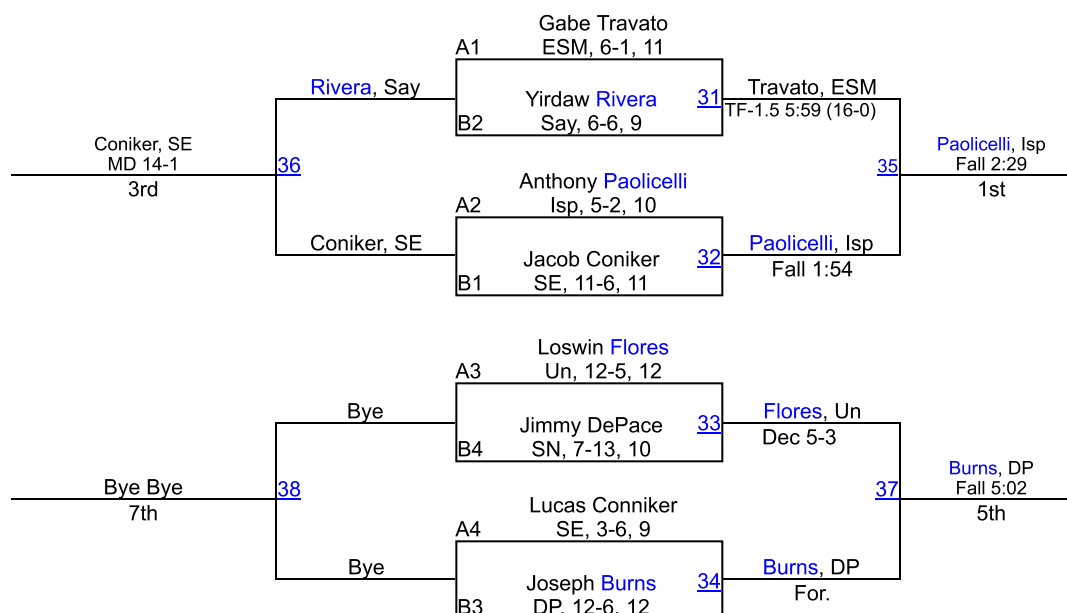 Gabe Travato
A1
ESM, 6-1, 11
Rivera, Say
Yirdaw Rivera
31
Travato, ESM
TF-1.5 5:59 (16-0)
B2
Say, 6-6, 9
Coniker, SE
MD 14-1
3rd
36
35
Paolicelli, Isp
Fall 2:29
1st
Anthony Paolicelli
A2
Isp, 5-2, 10
Coniker, SE
Jacob Coniker
32
Paolicelli, Isp
Fall 1:54
B1
SE, 11-6, 11
Loswin Flores
A3
Un, 12-5, 12
Bye
Jimmy DePace
33
Flores, Un
Dec 5-3
B4
SN, 7-13, 10
Bye Bye
7th
38
37
Burns, DP
Fall 5:02
5th
Lucas Conniker
A4
SE, 3-6, 9
Bye
Joseph Burns
34
Burns, DP
For.
B3
DP, 12-6, 12